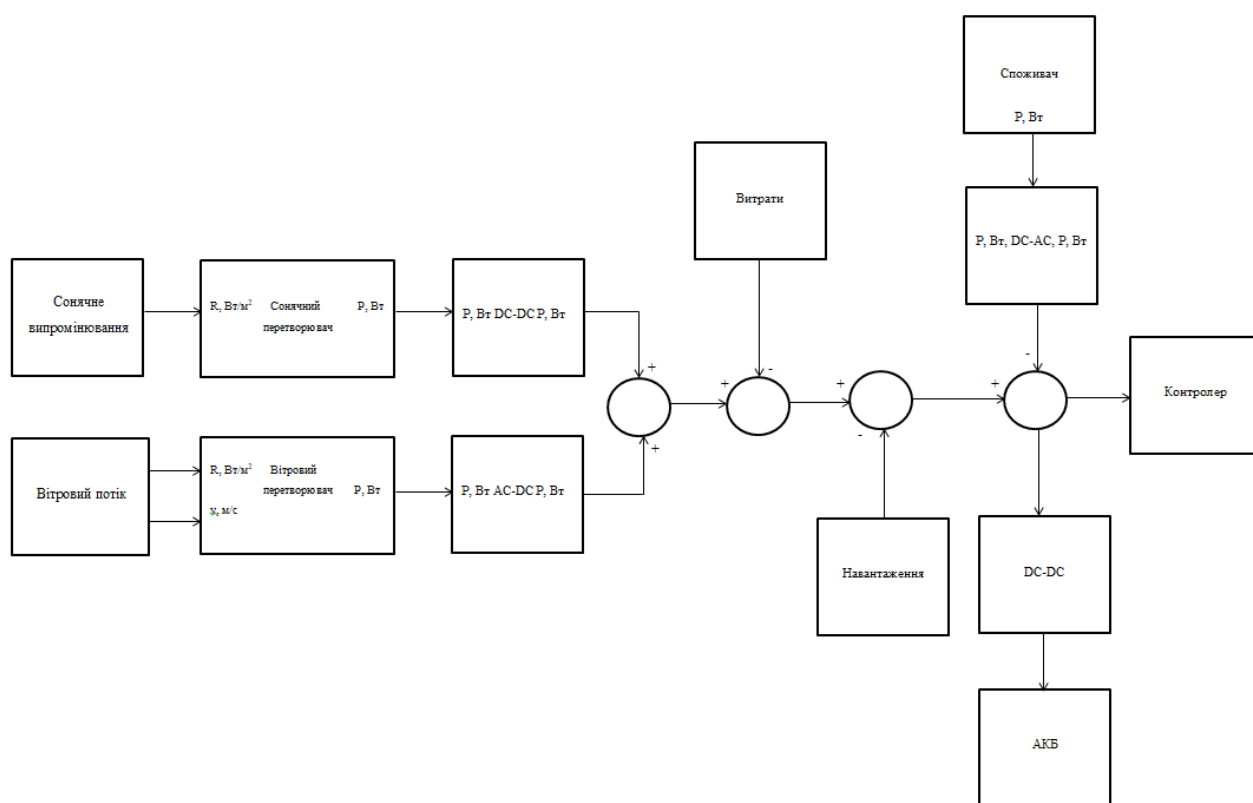 Споживач
P, Вт
Витрати
P, Вт, DC-AC, P, Вт
Сонячне
випромінювання
R, Вт/м² Сонячний P, Вт
перетворювач
P, Вт DC-DC P, Вт
+
-
+
-
+
-
+
+
-
Контролер
Вітровий потік
R, Вт/м² Вітровий
перетворювач P, Вт
м/с
P, Вт AC-DC P, Вт
Навантаження
DC-DC
АКБ